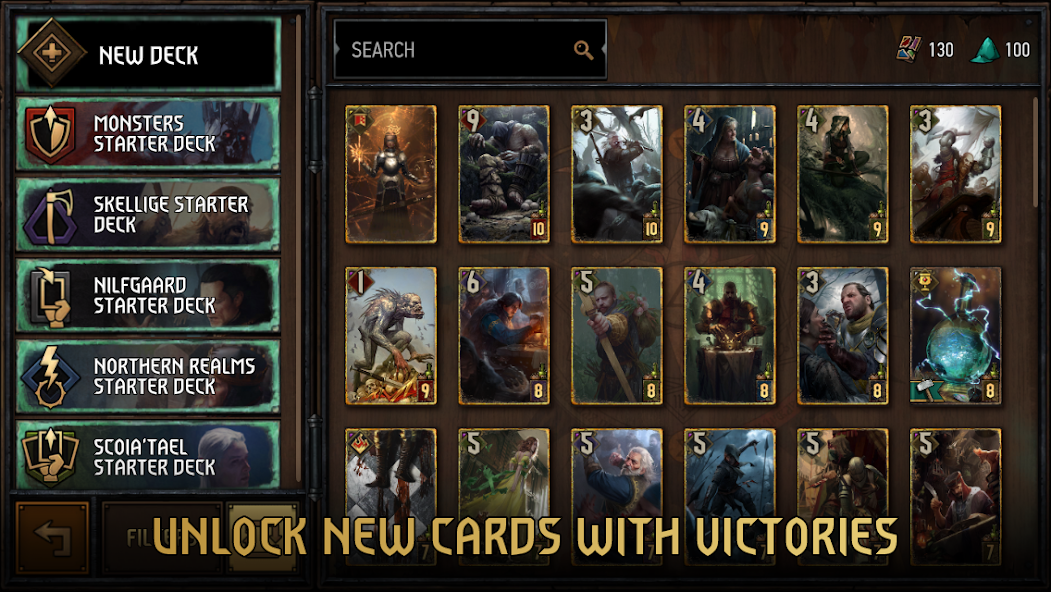 NEW DECK
SEARCH
130
100
MONSTERS
STARTER DECK
SKELLIGE STARTER
DECK
NILFGAARD
STARTER DECK
NORTHERN REALMS
STARTER DECK
SCOIA'TAEL
STARTER DECK
9
3
4
4
3
10
10
9
9
9
1
6
5
4
3
9
8
8
8
8
8
5
5
5
5
5
7
7
UNLOCK NEW CARDS WITH VICTORIES